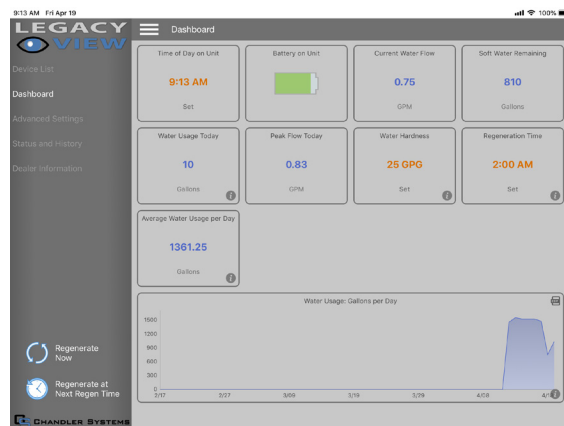 9:13 AM Fri Apr 19
100%
LEGACY
VIEW
Dashboard
Device List
Dashboard
Advanced Settings
Status and History
Dealer Information
Time of Day on Unit
9:13 AM
Set
Battery on Unit
Current Water Flow
0.75
GPM
Soft Water Remaining
810
Gallons
Water Usage Today
10
Gallons
i
Peak Flow Today
0.83
GPM
Water Hardness
25 GPG
Set
i
Regeneration Time
2:00 AM
Set
i
Average Water Usage per Day
1361.25
Gallons
i
Water Usage: Gallons per Day
1500
1200
900
600
300
0
2/17
2/27
3/09
3/19
3/29
4/08
i
Regenerate
Now
Regenerate at
Next Regen Time
CHANDLER SYSTEMS